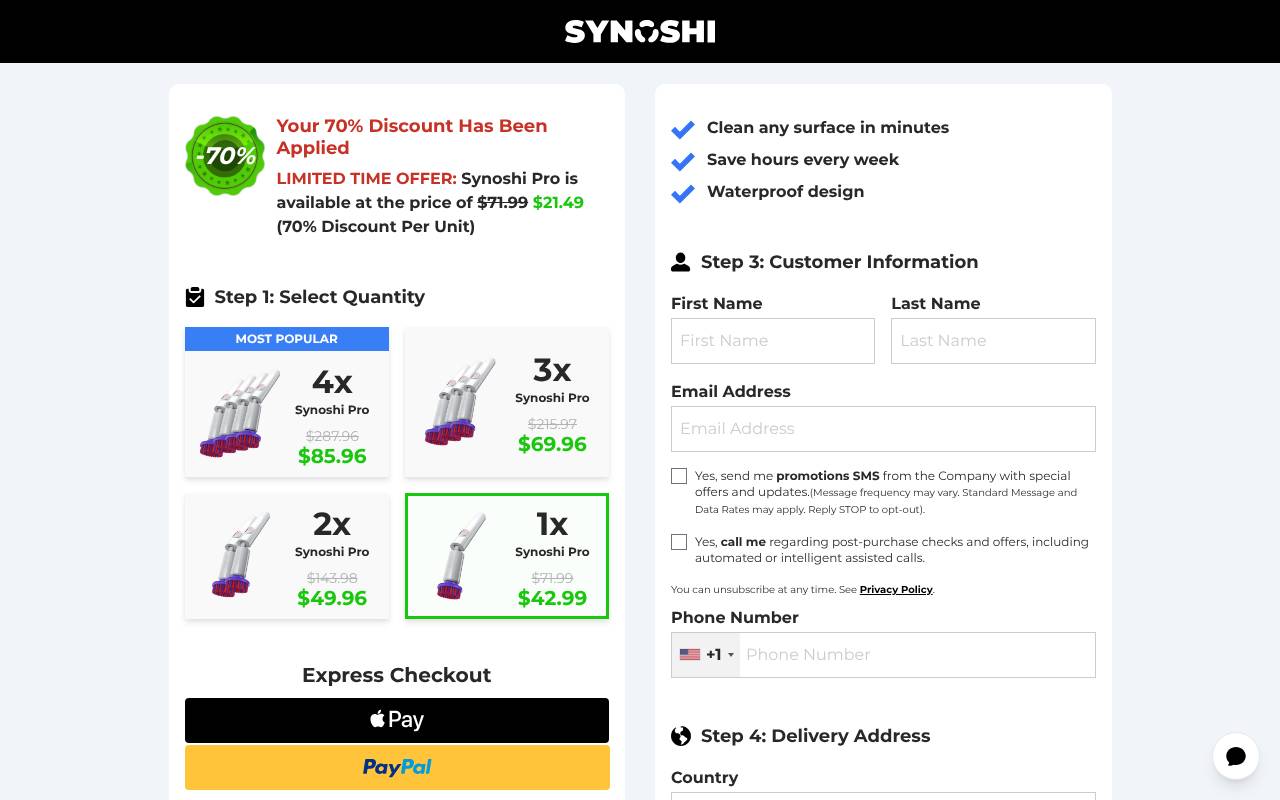 SYNOSHI
-70%
Your 70% Discount Has Been
Applied
LIMITED TIME OFFER: Synoshi Pro is
available at the price of $71.99 $21.49
(70% Discount Per Unit)
Step 1: Select Quantity
MOST POPULAR
4x
Synoshi Pro
$287.96
$85.96
3x
Synoshi Pro
$215.97
$69.96
2x
Synoshi Pro
$143.98
$49.96
1x
Synoshi Pro
$71.99
$42.99
Express Checkout
Pay
PayPal
Clean any surface in minutes
Save hours every week
Waterproof design
Step 3: Customer Information
First Name
Last Name
First Name
Last Name
Email Address
Email Address
Yes, send me promotions SMS from the Company with special
offers and updates.(Message frequency may vary. Standard Message and
Data Rates may apply. Reply STOP to opt-out).
Yes, call me regarding post-purchase checks and offers, including
automated or intelligent assisted calls.
You can unsubscribe at any time. See Privacy Policy.
Phone Number
+1
Phone Number
Step 4: Delivery Address
Country